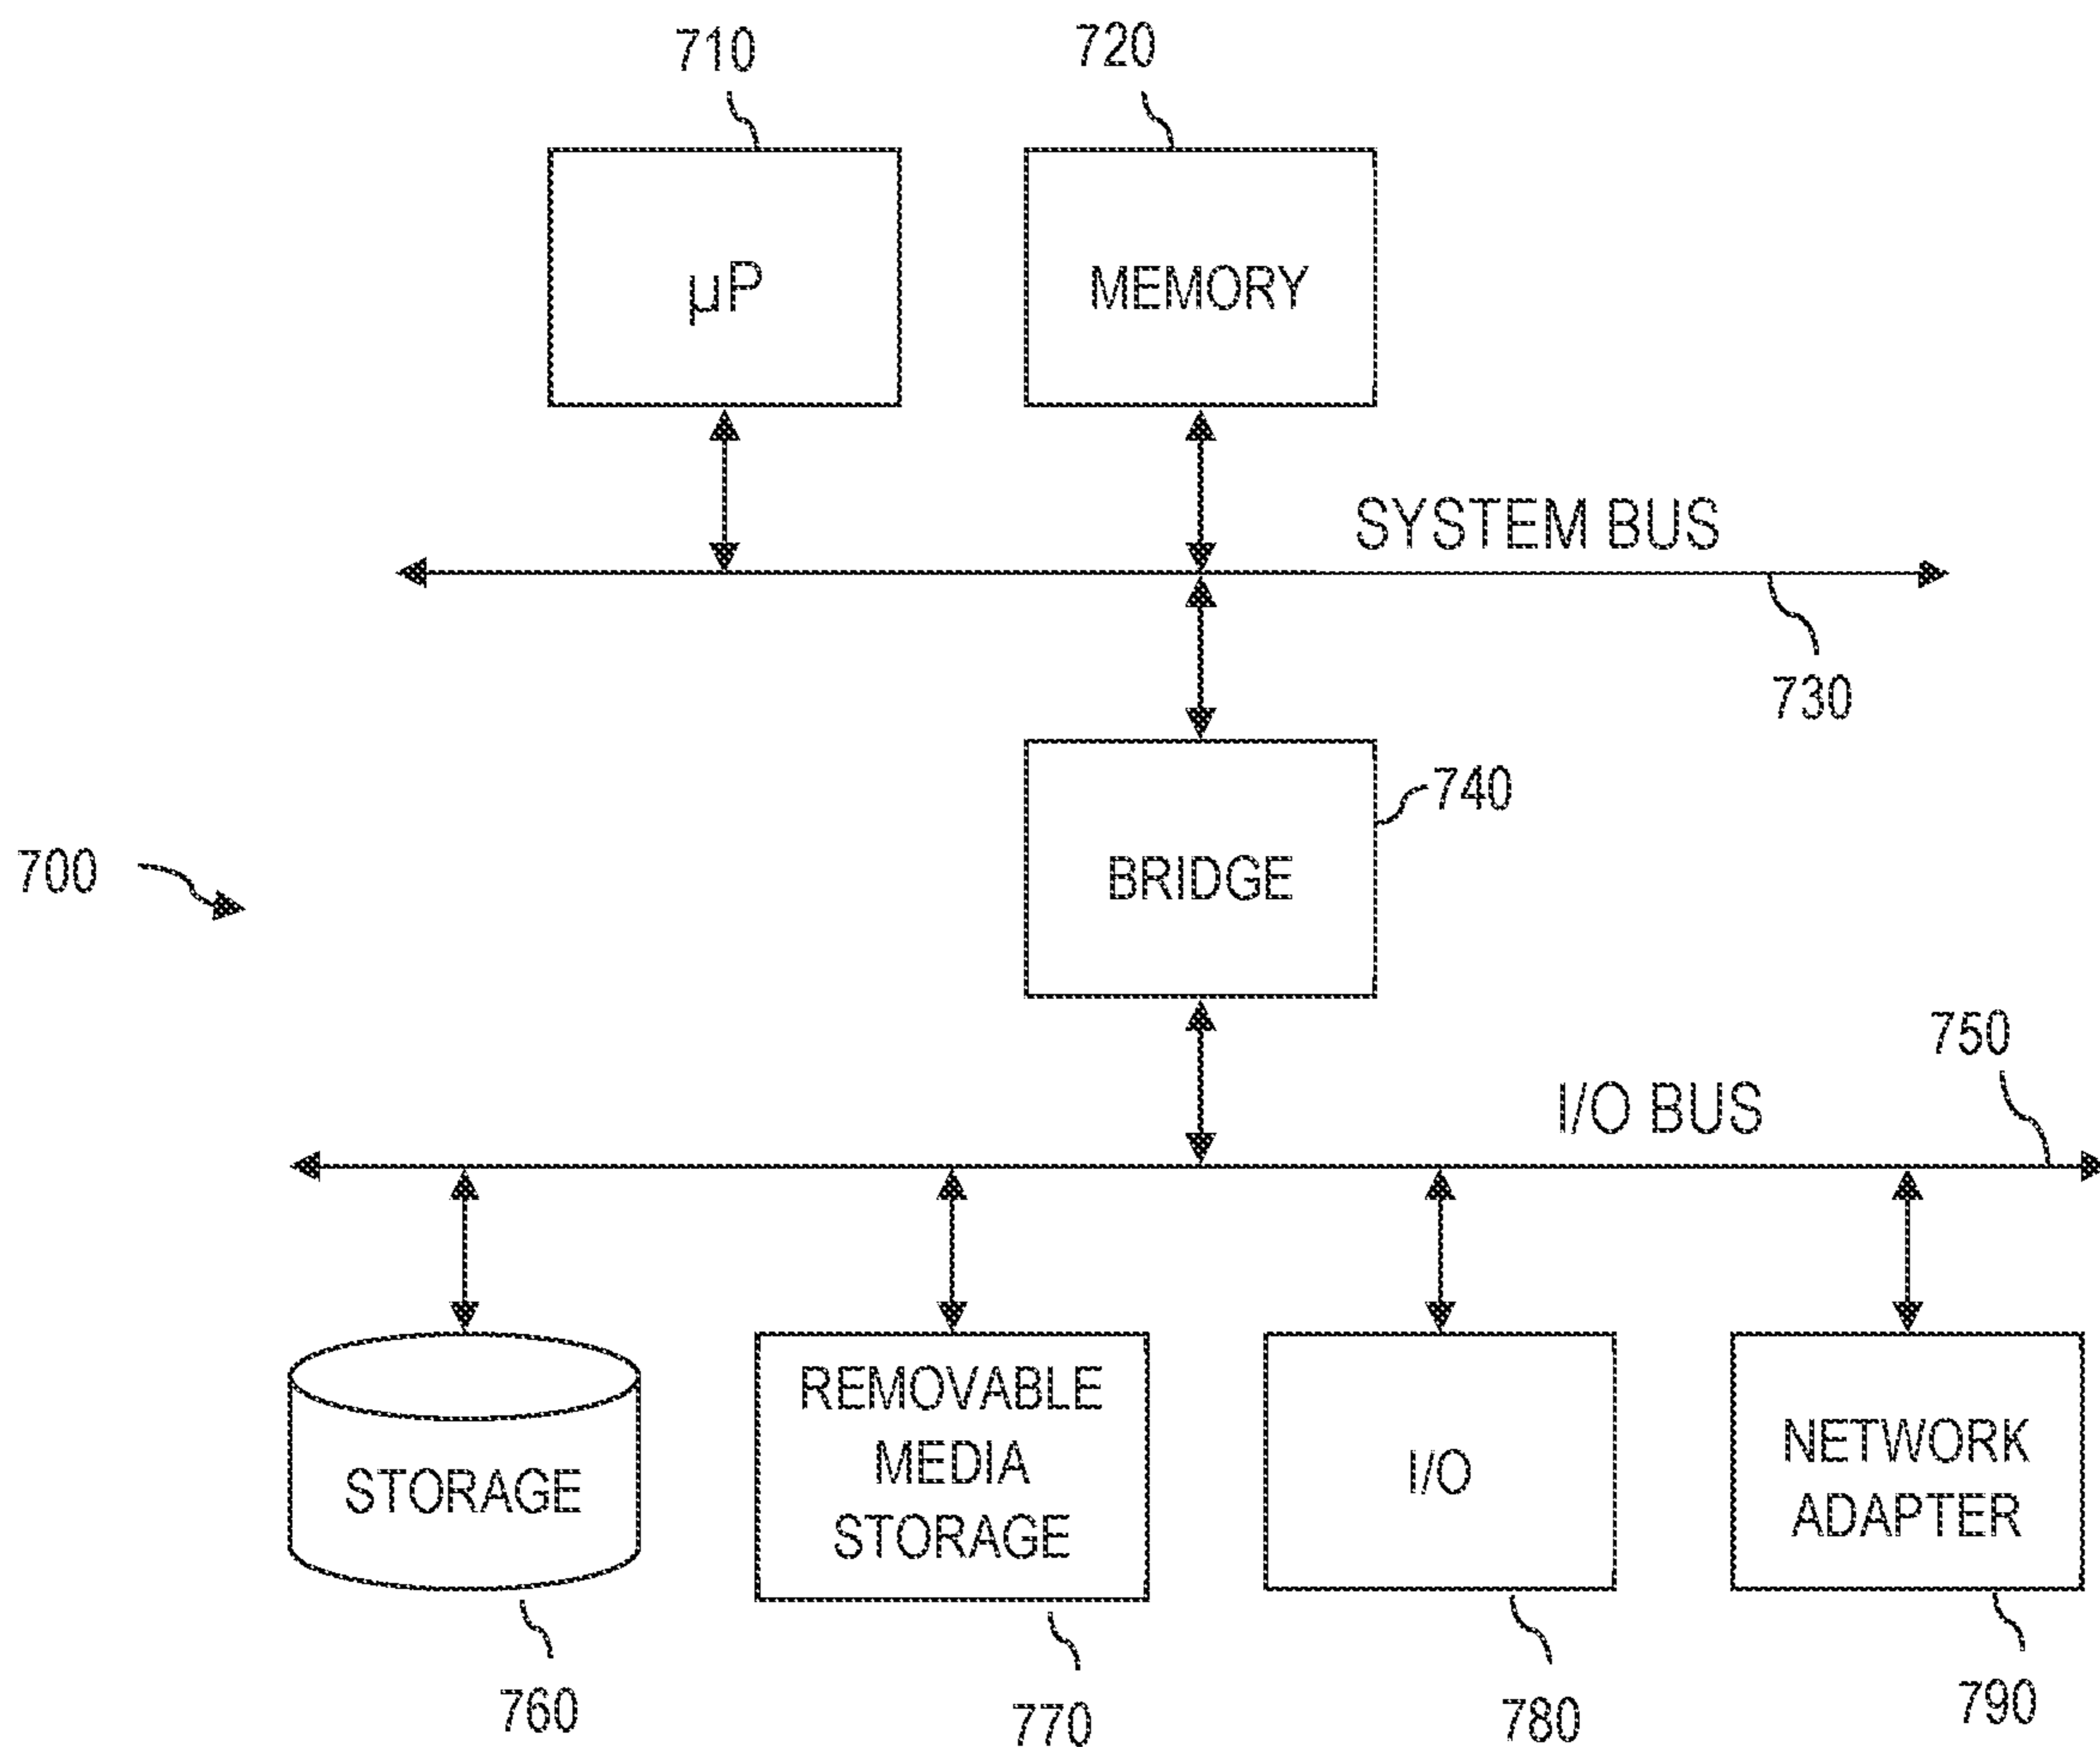 710
720
μP
MEMORY
SYSTEM BUS
730
740
BRIDGE
700
750
I/O BUS
STORAGE
REMOVABLE
MEDIA
STORAGE
I/O
NETWORK
ADAPTER
760
770
780
790